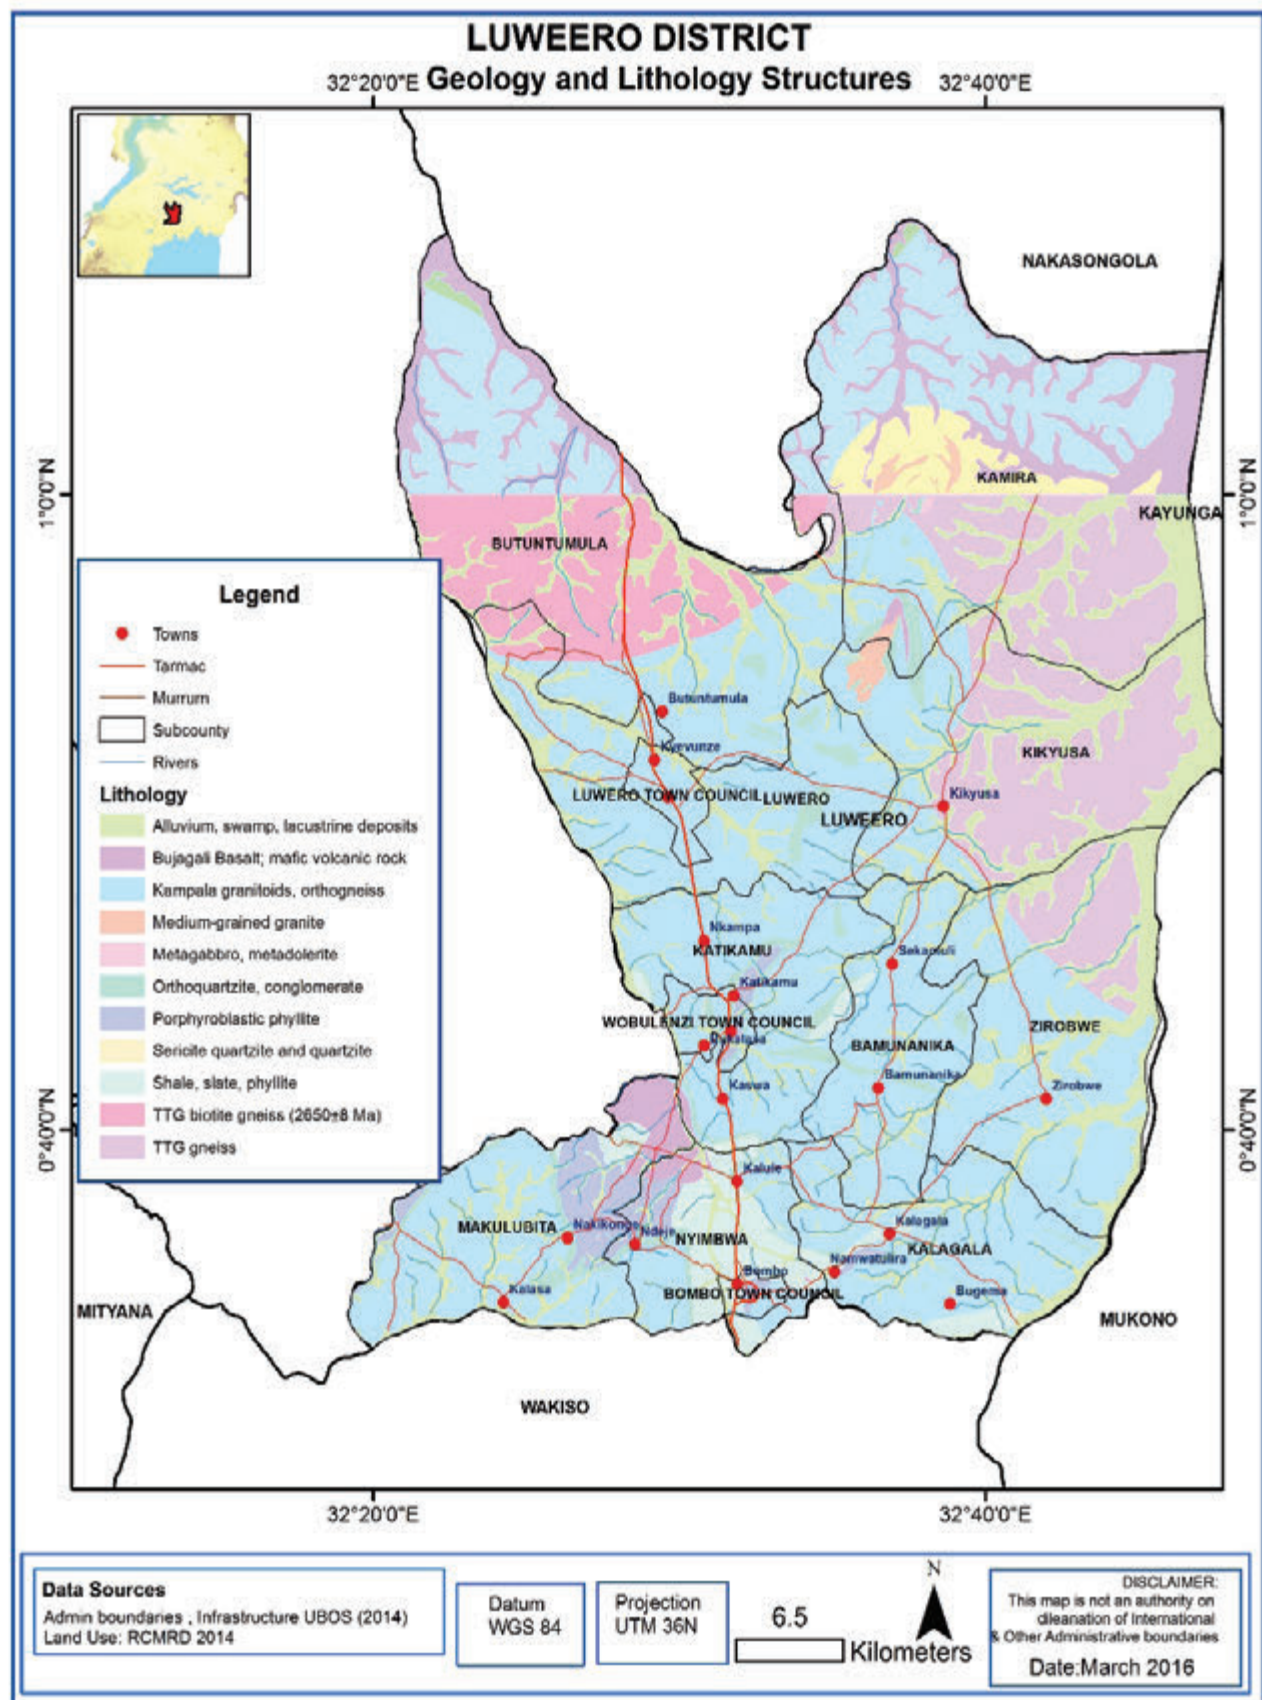 LUWEERO DISTRICT
Geology and Lithology Structures
32°20'0"E
32°40'0"E
NAKASONGOLA
KAMIRA
1°0'0"N
1°0'0"N
KAYUNGA
BUTUNTUMULA
Legend
Towns
Tarmac
Murrum
Subcounty
Rivers
Lithology
Alluvium, swamp, lacustrine deposits
Bujagali Basalt; mafic volcanic rock
Kampala granitoids, orthogneiss
Medium-grained granite
Metagabbro, metadolerite
Orthoquartzite, conglomerate
Porphyroblastic phyllite
Sericite quartzite and quartzite
Shale, slate, phyllite
TTG biotite gneiss (2650±8 Ma)
TTG gneiss
Butuntumula
Kyevunze
KIKYUSA
LUWERO TOWN COUNCIL
LUWERO
Kikyusa
LUWEERO
Nkampa
KATIKAMU
Sekamuli
Katikamu
WOBULENZI TOWN COUNCIL
ZIROBWE
BAMUNANIKA
Bamunanika
Kaswa
Zirobwe
0°40'0"N
0°40'0"N
Kalule
MAKULUBITA
Nakikonge
Ndeje
NYIMBWA
Kalagala
KALAGALA
Namwatulira
Bombo
BOMBO TOWN COUNCIL
Kalasa
Bugema
MITYANA
MUKONO
WAKISO
32°20'0"E
32°40'0"E
Data Sources
Admin boundaries , Infrastructure UBOS (2014)
Land Use: RCMRD 2014
Datum
WGS 84
Projection
UTM 36N
6.5
Kilometers
N
DISCLAIMER:
This map is not an authority on
dileanation of International
& Other Administrative boundaries
Date:March 2016